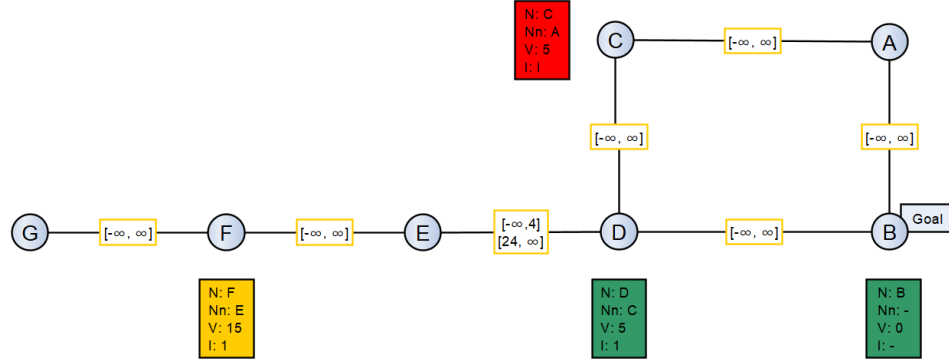 N: C
Nn: A
V: 5
I: I
C
[-∞, ∞]
A
[-∞, ∞]
[-∞, ∞]
G
[-∞, ∞]
F
[-∞, ∞]
E
[-∞,4]
[24, ∞]
D
[-∞, ∞]
B
Goal
N: F
Nn: E
V: 15
I: 1
N: D
Nn: C
V: 5
I: 1
N: B
Nn: -
V: 0
I: -